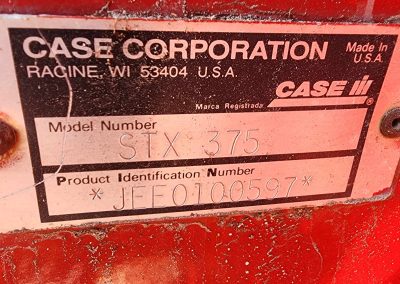 CASE CORPORATION
Made In
U.S.A.
RACINE, WI 53404 U.S.A.
CASE IH
®
Marca Registrada
Model Number
STX 375
Product Identification Number
*JEE0100597*